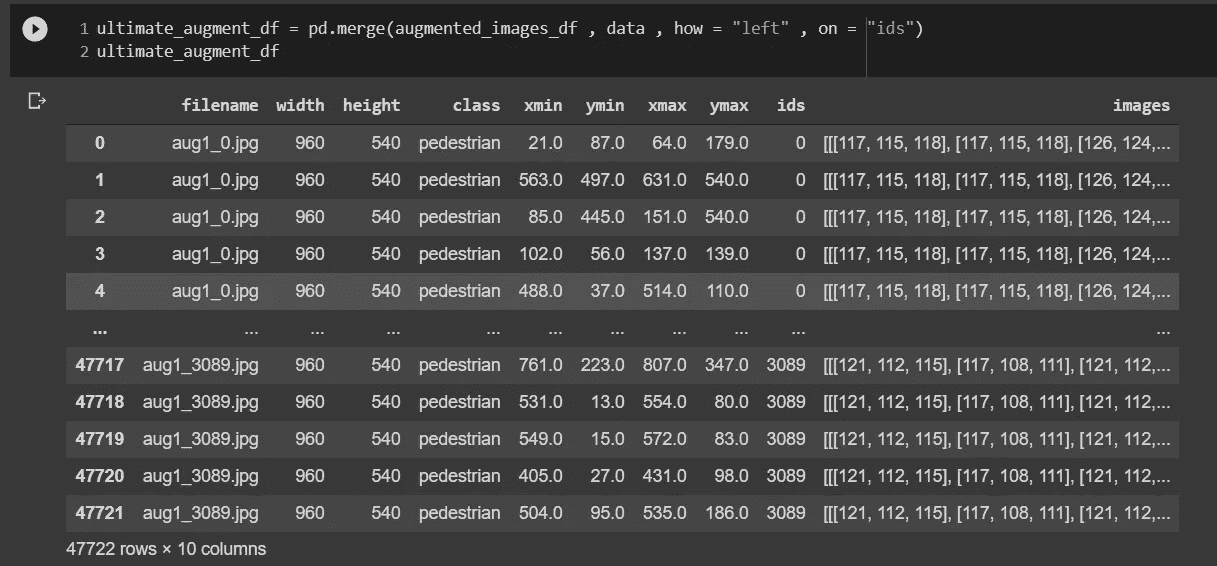 1 ultimate_augment_df = pd.merge(augmented_images_df , data , how = "left" , on = "ids")
2 ultimate_augment_df
filename width height class xmin ymin xmax ymax ids images
0 aug1_0.jpg 960 540 pedestrian 21.0 87.0 64.0 179.0 0 [[[117, 115, 118], [117, 115, 118], [126, 124,...
1 aug1_0.jpg 960 540 pedestrian 563.0 497.0 631.0 540.0 0 [[[117, 115, 118], [117, 115, 118], [126, 124,...
2 aug1_0.jpg 960 540 pedestrian 85.0 445.0 151.0 540.0 0 [[[117, 115, 118], [117, 115, 118], [126, 124,...
3 aug1_0.jpg 960 540 pedestrian 102.0 56.0 137.0 139.0 0 [[[117, 115, 118], [117, 115, 118], [126, 124,...
4 aug1_0.jpg 960 540 pedestrian 488.0 37.0 514.0 110.0 0 [[[117, 115, 118], [117, 115, 118], [126, 124,...
... ... ... ... ... ... ... ... ... ... ...
47717 aug1_3089.jpg 960 540 pedestrian 761.0 223.0 807.0 347.0 3089 [[[121, 112, 115], [117, 108, 111], [121, 112,...
47718 aug1_3089.jpg 960 540 pedestrian 531.0 13.0 554.0 80.0 3089 [[[121, 112, 115], [117, 108, 111], [121, 112,...
47719 aug1_3089.jpg 960 540 pedestrian 549.0 15.0 572.0 83.0 3089 [[[121, 112, 115], [117, 108, 111], [121, 112,...
47720 aug1_3089.jpg 960 540 pedestrian 405.0 27.0 431.0 98.0 3089 [[[121, 112, 115], [117, 108, 111], [121, 112,...
47721 aug1_3089.jpg 960 540 pedestrian 504.0 95.0 535.0 186.0 3089 [[[121, 112, 115], [117, 108, 111], [121, 112,...
47722 rows × 10 columns